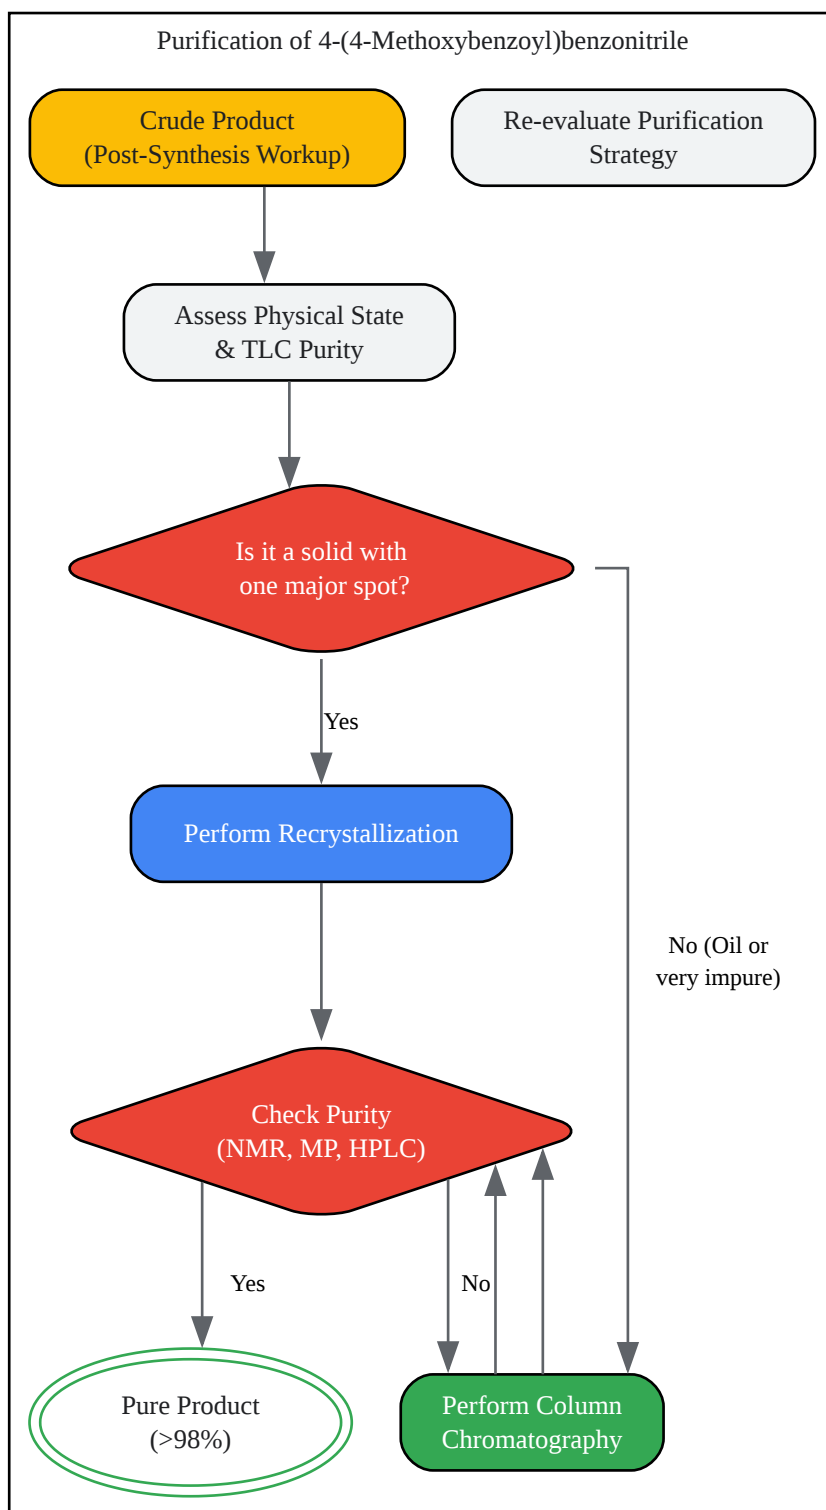 Purification of 4-(4-Methoxybenzoyl)benzonitrile
Crude Product
(Post-Synthesis Workup)
Re-evaluate Purification
Strategy
Assess Physical State
& TLC Purity
Is it a solid with
one major spot?
Yes
Perform Recrystallization
No (Oil or
very impure)
Check Purity
(NMR, MP, HPLC)
Yes
No
Pure Product
(>98%)
Perform Column
Chromatography